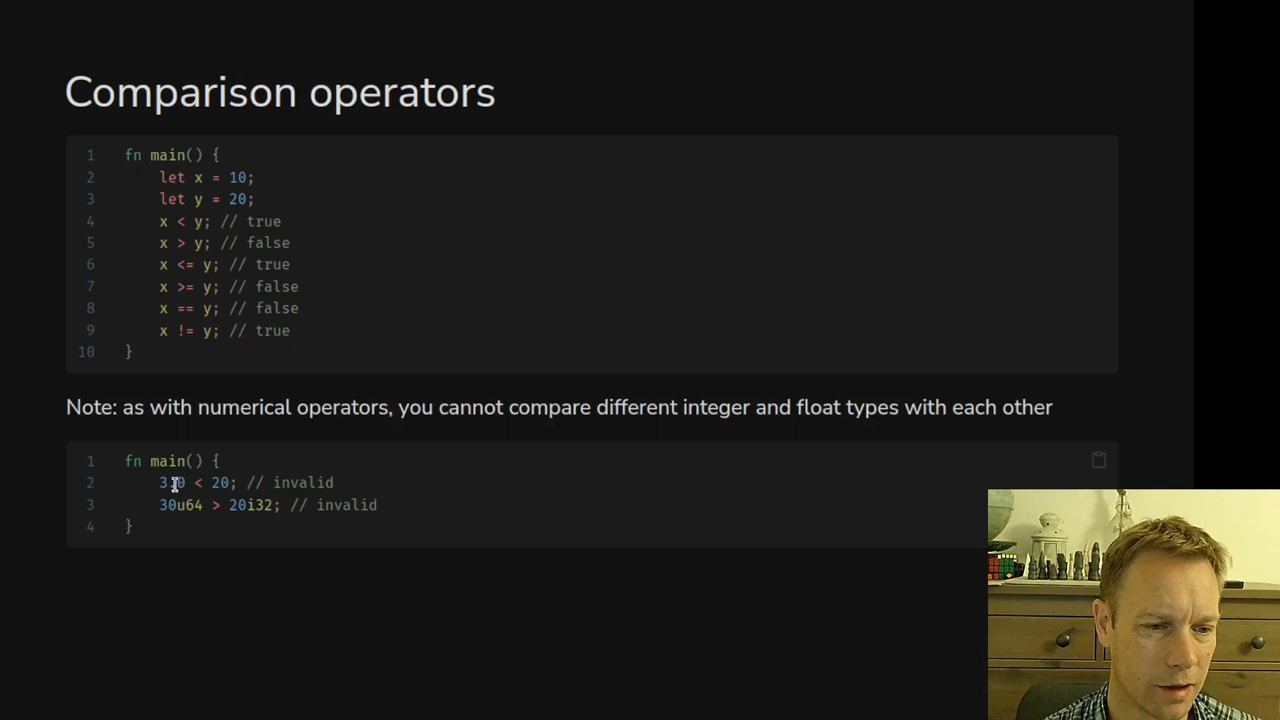 Comparison operators
1 fn main() {
2 let x = 10;
3 let y = 20;
4 x < y; // true
5 x > y; // false
6 x <= y; // true
7 x >= y; // false
8 x == y; // false
9 x != y; // true
10 }
Note: as with numerical operators, you cannot compare different integer and float types with each other
1 fn main() {
2 3.0 < 20; // invalid
3 30u64 > 20i32; // invalid
4 }